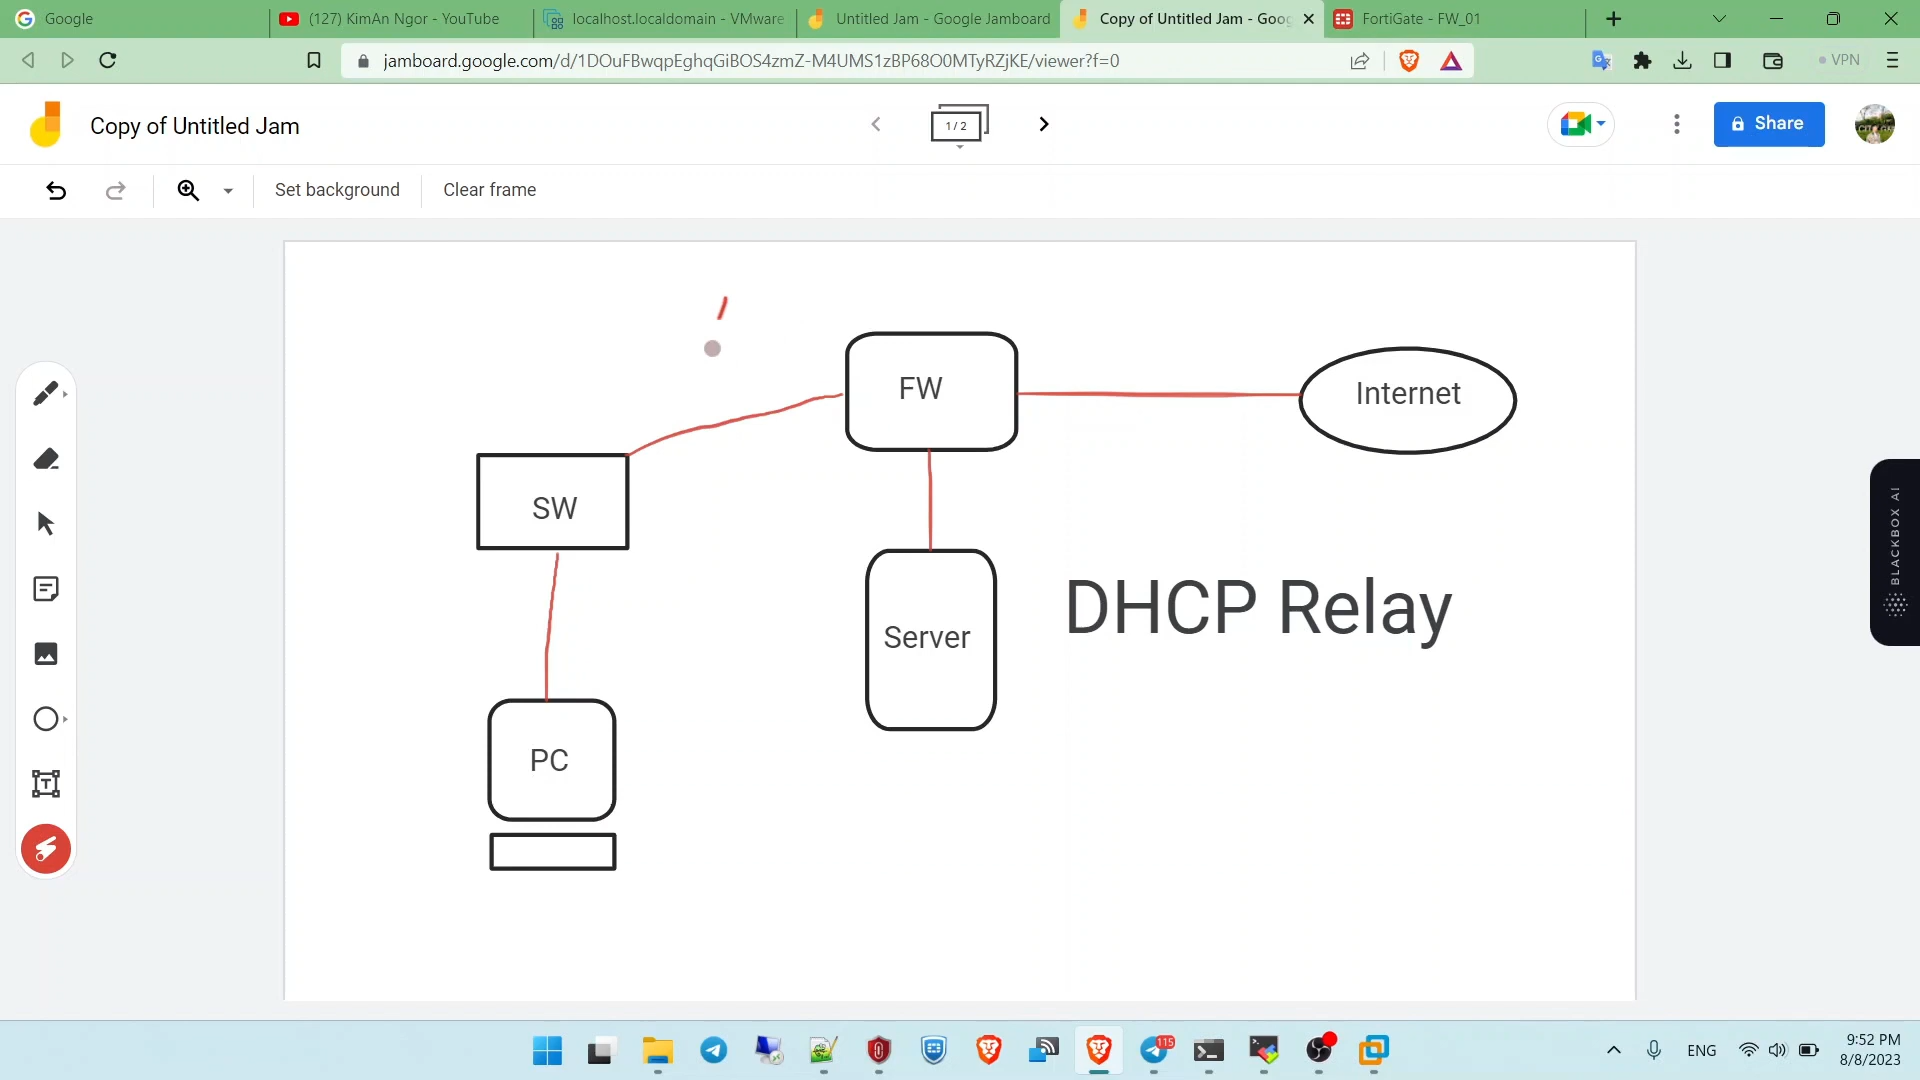 Google
(127) KimAn Ngor - YouTube
localhost.localdomain - VMware
Untitled Jam - Google Jamboard
Copy of Untitled Jam - Goog
FortiGate - FW_01
jamboard.google.com/d/1DOuFBwqpEghqGiBOS4zmZ-M4UMS1zBP68O0MTyRZjKE/viewer?f=0
VPN
Copy of Untitled Jam
1 / 2
Share
Set background
Clear frame
FW
Internet
SW
Server
DHCP Relay
PC
BLACKBOX AI
115
ENG
9:52 PM
8/8/2023